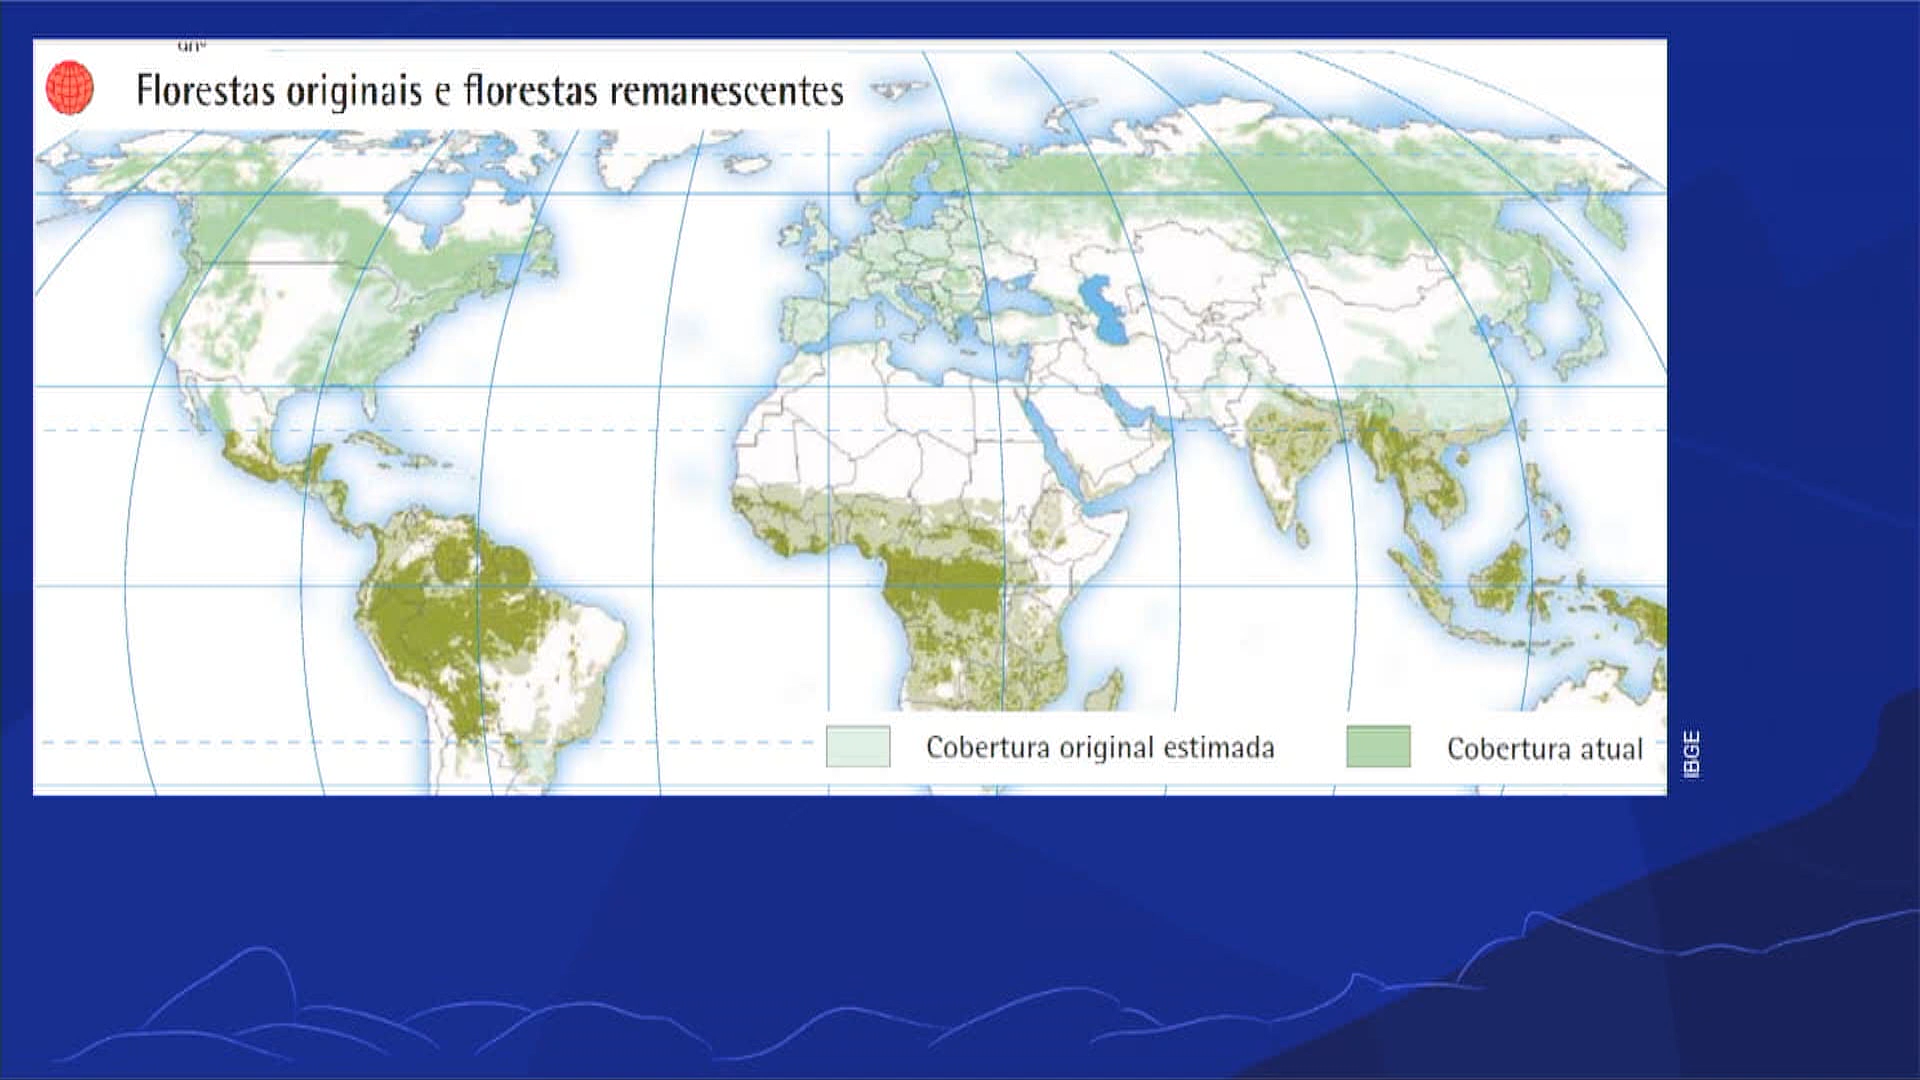 Florestas originais e florestas remanescentes
Cobertura original estimada
Cobertura atual
IBGE